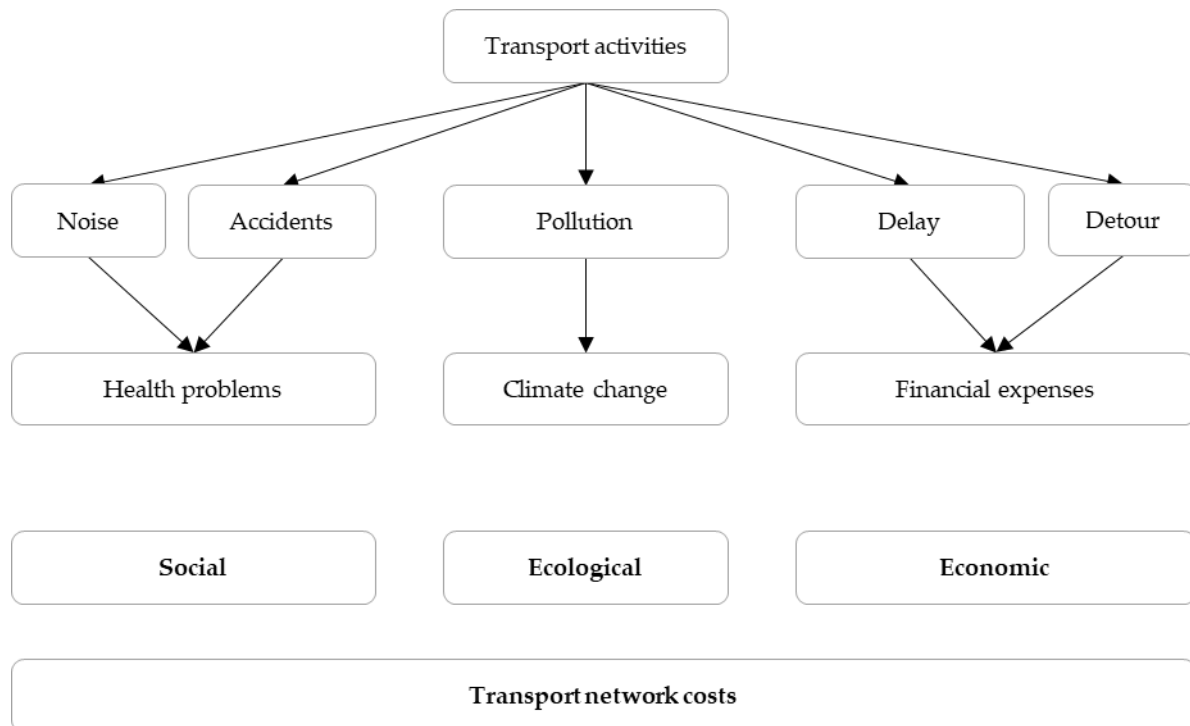 Transport activities
Noise
Accidents
Pollution
Delay
Detour
Health problems
Climate change
Financial expenses
Social
Ecological
Economic
Transport network costs